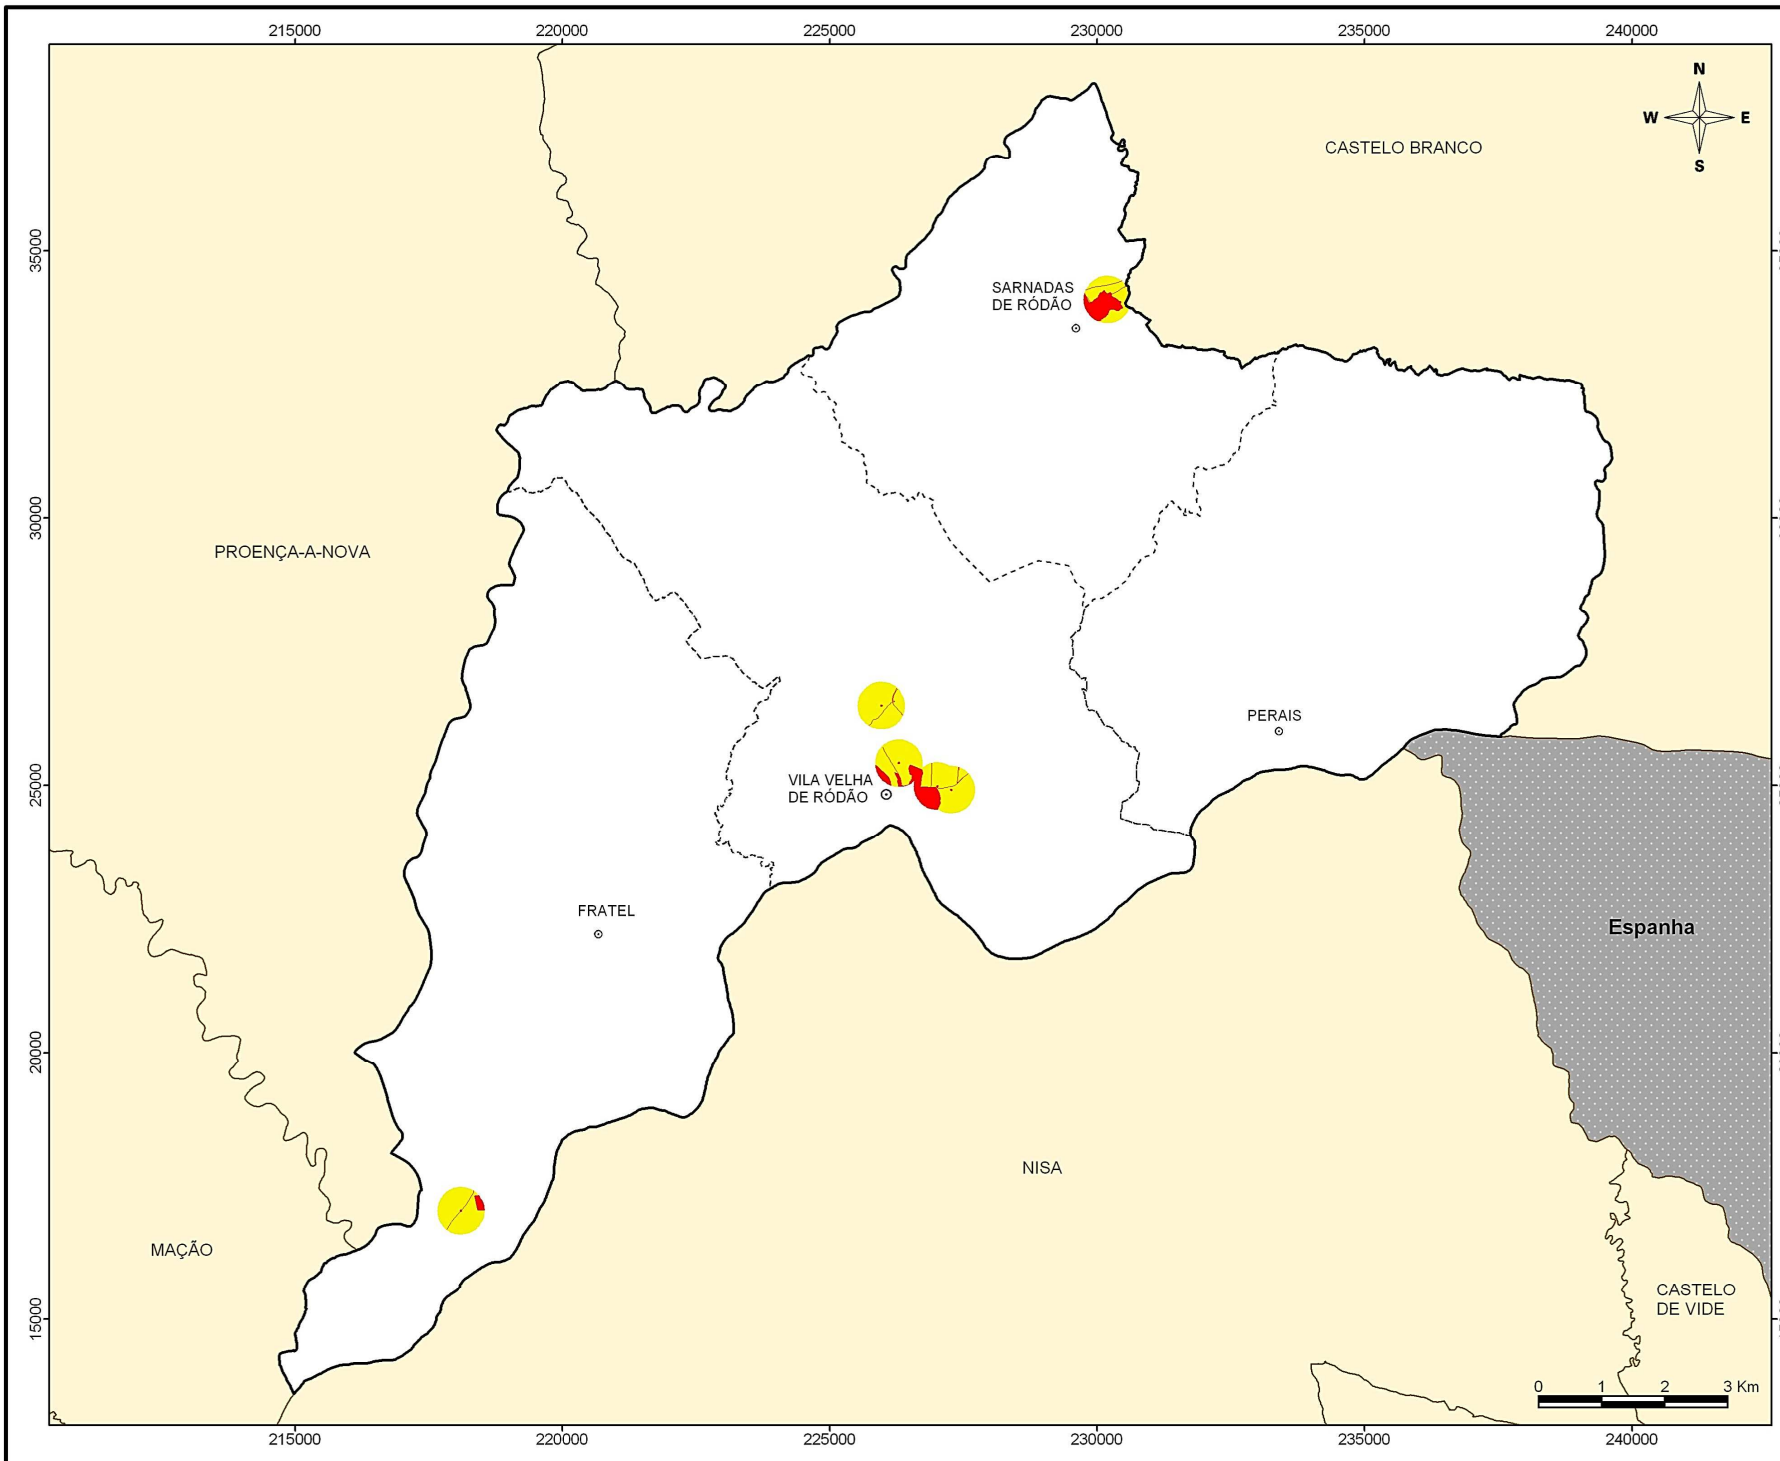 215000 220000 225000 230000 235000 240000
N
W E
S
CASTELO BRANCO
35000
SARNADAS
DE RÓDÃO
30000
PROENÇA-A-NOVA
PERAIS
25000
VILA VELHA
DE RÓDÃO
FRATEL
Espanha
20000
NISA
MAÇÃO
CASTELO
DE VIDE
15000
0 1 2 3 Km
215000 220000 225000 230000 235000 240000